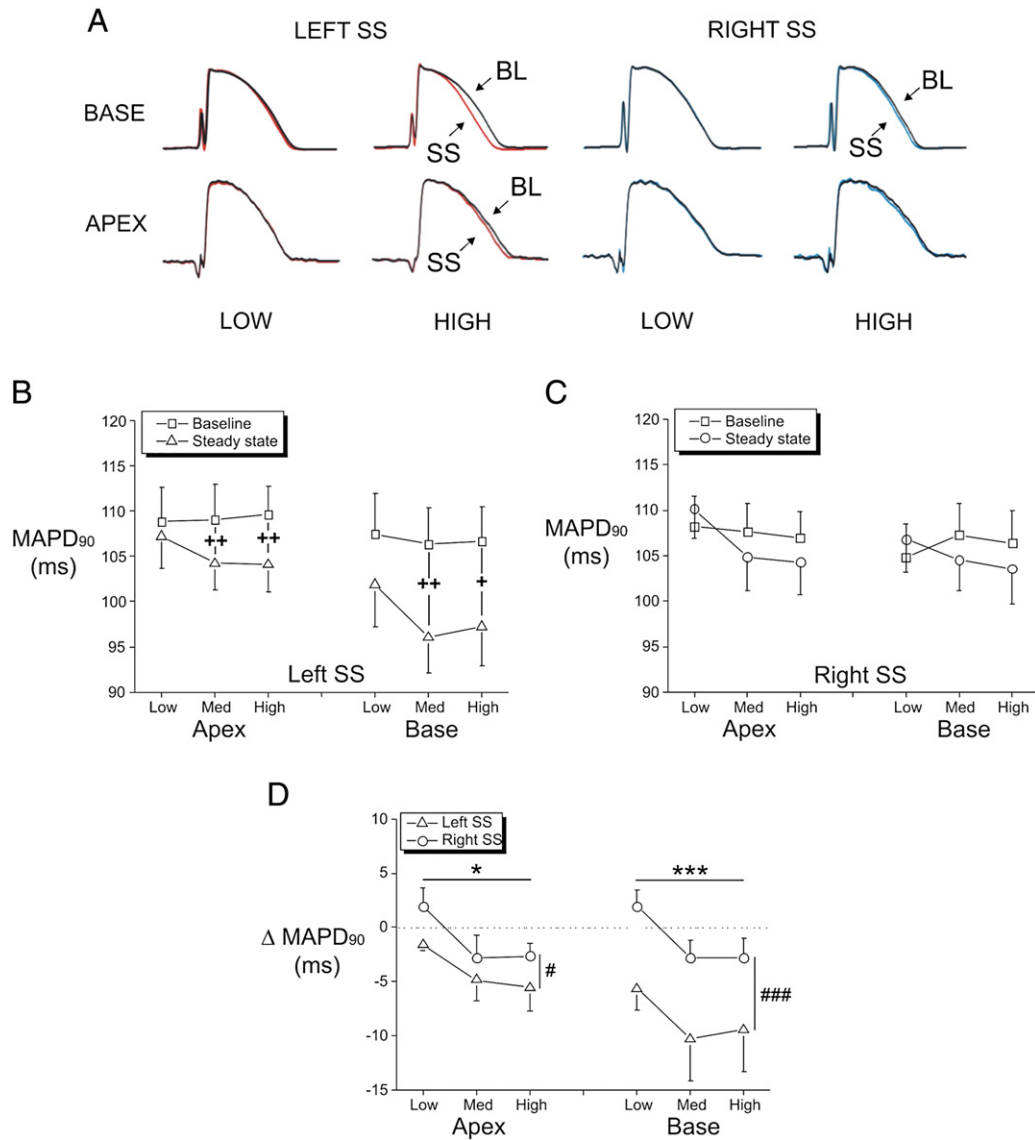 A
LEFT SS
RIGHT SS
BASE
BL
SS
BL
SS
APEX
BL
SS
BL
SS
LOW
HIGH
LOW
HIGH
B
MAPD90
(ms)
120
115
110
105
100
95
90
Baseline
Steady state
++
++
++
+
Left SS
Low Med High Low Med High
Apex Base
C
MAPD90
(ms)
120
115
110
105
100
95
90
Baseline
Steady state
Right SS
Low Med High Low Med High
Apex Base
D
Δ MAPD90
(ms)
10
5
0
-5
-10
-15
Left SS
Right SS
*
***
#
###
Low Med High Low Med High
Apex Base